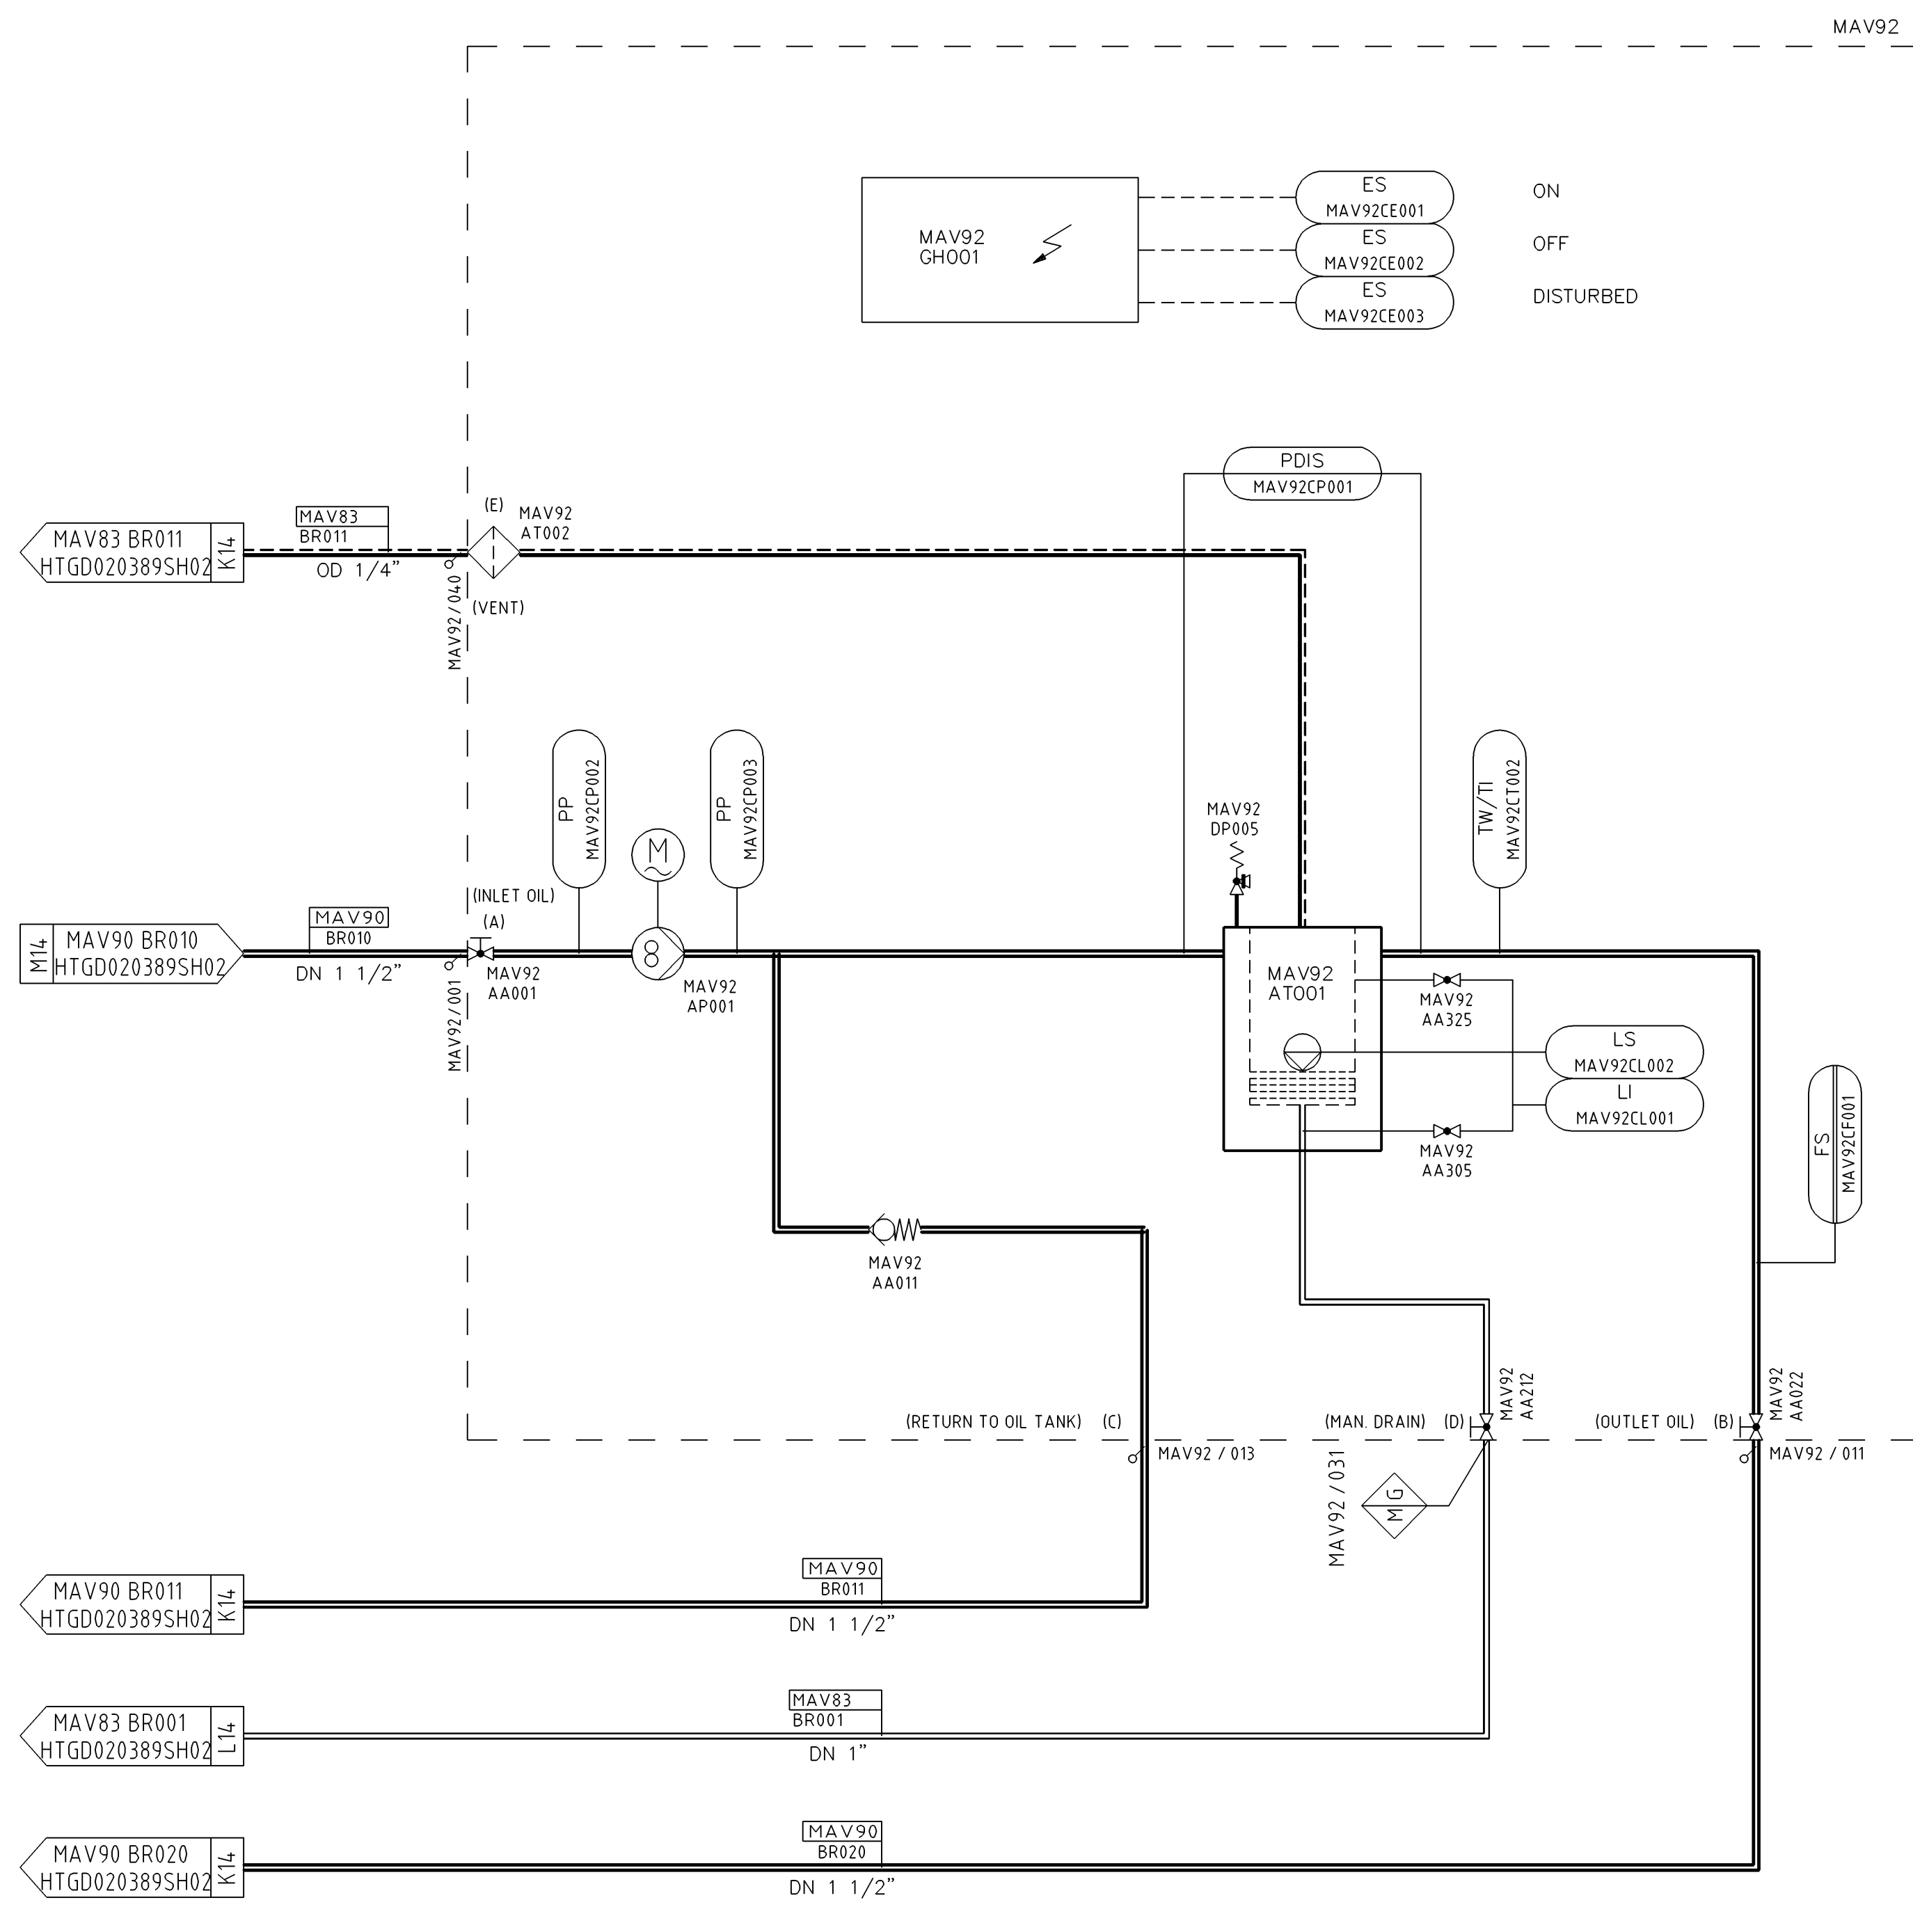 MAV92
ES
MAV92CE001
ON
MAV92
GH001
ES
MAV92CE002
OFF
ES
MAV92CE003
DISTURBED
PDIS
MAV92CP001
(E)
MAV92
AT002
MAV83
BR011
MAV83 BR011
HTGD020389SH02
K14
OD 1/4”
MAV92/040
(VENT)
PP
MAV92CP002
PP
MAV92CP003
M
MAV92
DP005
TW/TI
MAV92CT002
(INLET OIL)
(A)
MAV90
BR010
M14
MAV90 BR010
HTGD020389SH02
DN 1 1/2”
MAV92/001
MAV92
AA001
8
MAV92
AP001
MAV92
AT001
MAV92
AA325
LS
MAV92CL002
LI
MAV92CL001
MAV92
AA305
FS
MAV92CF001
MAV92
AA011
MAV92
AA212
MAV92
AA022
(RETURN TO OIL TANK) (C)
(MAN. DRAIN) (D)
(OUTLET OIL) (B)
MAV92 / 013
MAV92 / 031
MG
MAV92 / 011
MAV90
BR011
MAV90 BR011
HTGD020389SH02
K14
DN 1 1/2”
MAV83
BR001
MAV83 BR001
HTGD020389SH02
L14
DN 1”
MAV90
BR020
MAV90 BR020
HTGD020389SH02
K14
DN 1 1/2”